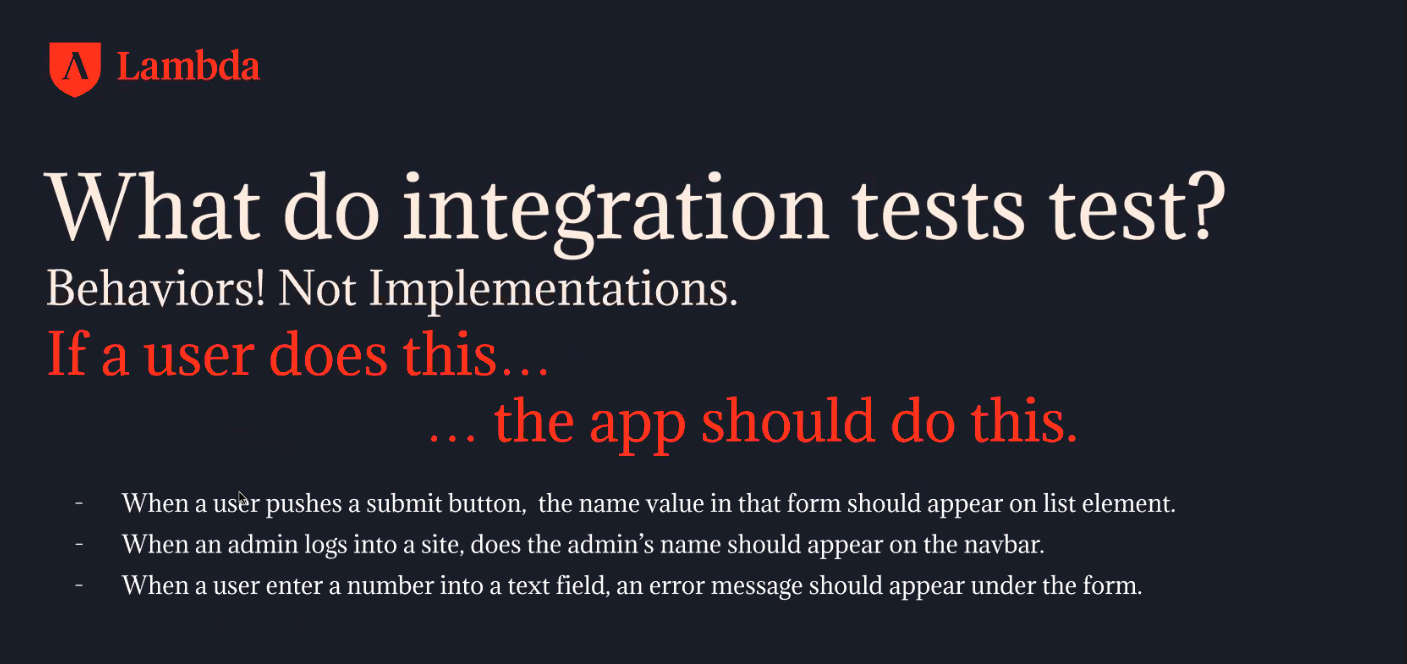 Lambda
What do integration tests test?
Behaviors! Not Implementations.
If a user does this…
… the app should do this.
- When a user pushes a submit button,  the name value in that form should appear on list element.
- When an admin logs into a site, does the admin’s name should appear on the navbar.
- When a user enter a number into a text field, an error message should appear under the form.